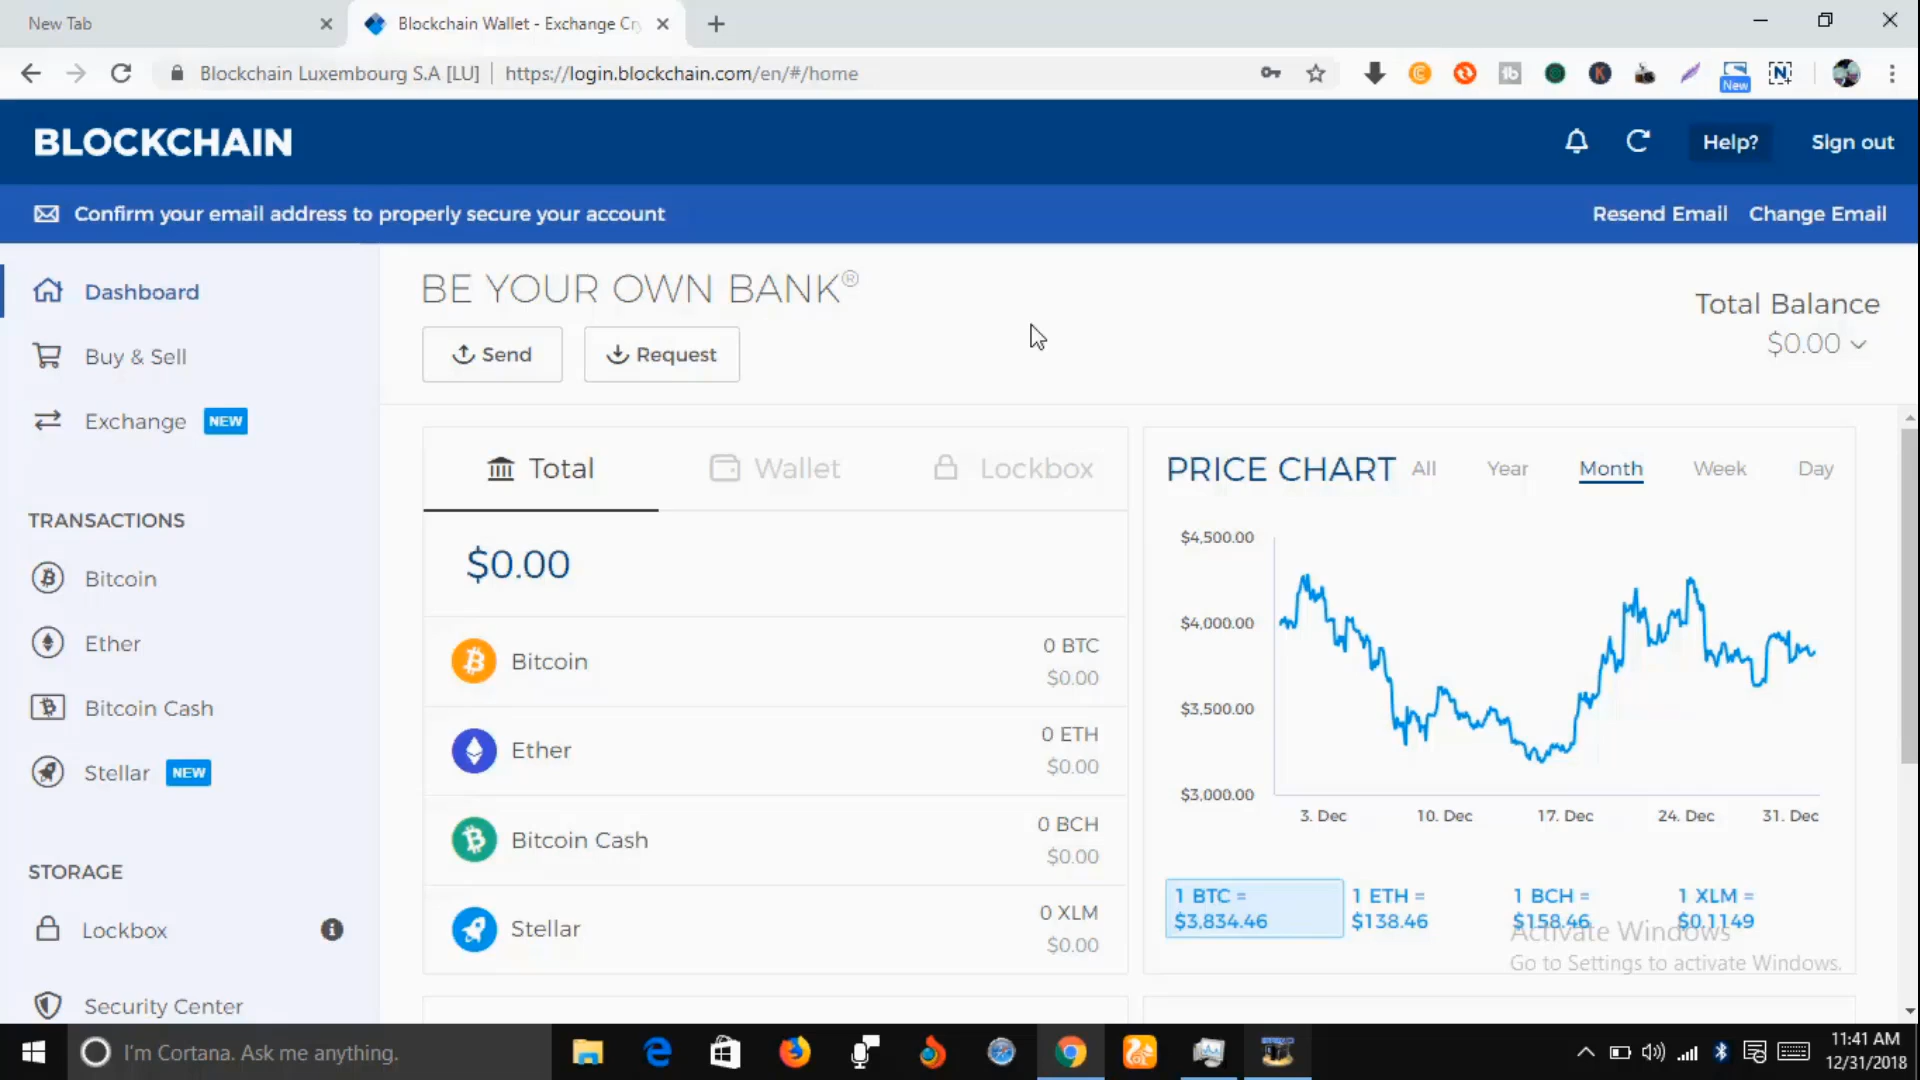 New Tab
Blockchain Wallet - Exchange Cry
Blockchain Luxembourg S.A [LU]
https://login.blockchain.com/en/#/home
New
BLOCKCHAIN
Help?
Sign out
Confirm your email address to properly secure your account
Resend Email
Change Email
Dashboard
Buy & Sell
Exchange NEW
TRANSACTIONS
Bitcoin
Ether
Bitcoin Cash
Stellar NEW
STORAGE
Lockbox
Security Center
BE YOUR OWN BANK®
Send
Request
Total Balance
$0.00
Total
Wallet
Lockbox
$0.00
Bitcoin
0 BTC
$0.00
Ether
0 ETH
$0.00
Bitcoin Cash
0 BCH
$0.00
Stellar
0 XLM
$0.00
PRICE CHART
All
Year
Month
Week
Day
$4,500.00
$4,000.00
$3,500.00
$3,000.00
3. Dec
10. Dec
17. Dec
24. Dec
31. Dec
1 BTC =
$3,834.46
1 ETH =
$138.46
1 BCH =
$158.46
1 XLM =
$0.1149
Activate Windows
Go to Settings to activate Windows.
I'm Cortana. Ask me anything.
11:41 AM
12/31/2018